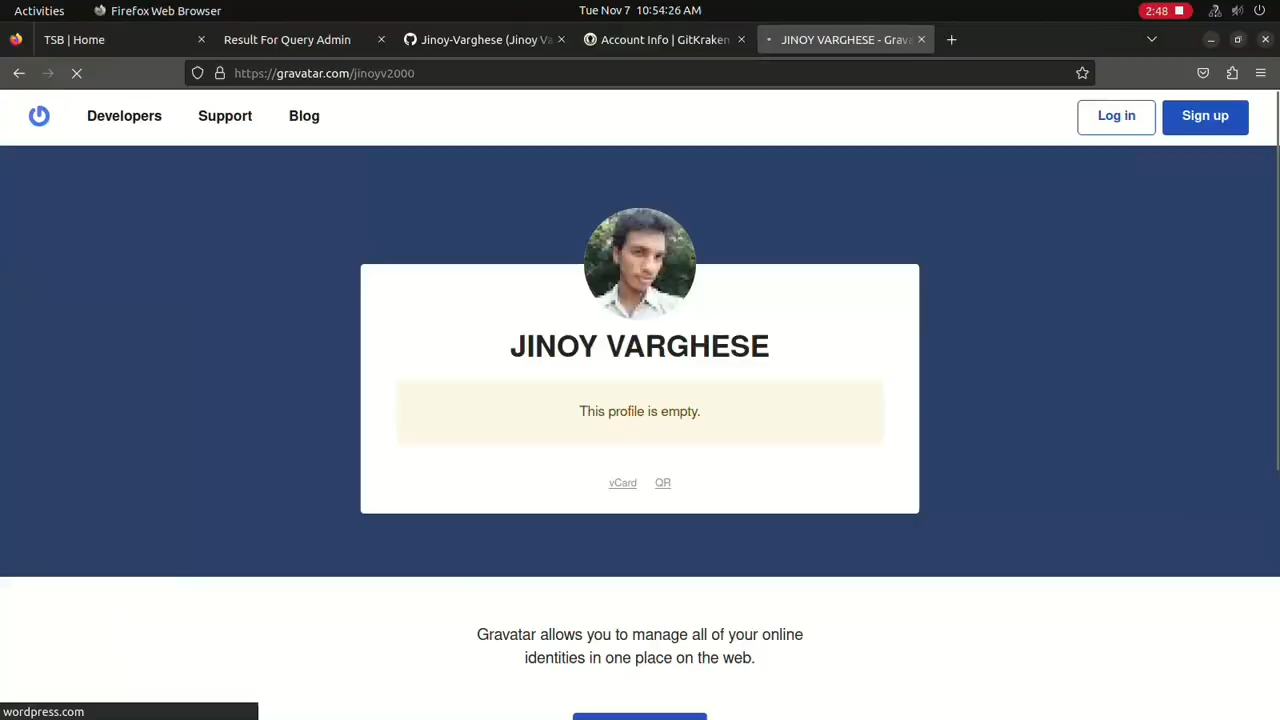 Activities Firefox Web Browser Tue Nov 7 10:54:26 AM 2:48
TSB | Home Result For Query Admin Jinoy-Varghese (Jinoy Va Account Info | GitKraken JINOY VARGHESE - Grava
https://gravatar.com/jinoyv2000
Developers Support Blog Log in Sign up
JINOY VARGHESE
This profile is empty.
vCard QR
Gravatar allows you to manage all of your online
identities in one place on the web.
wordpress.com